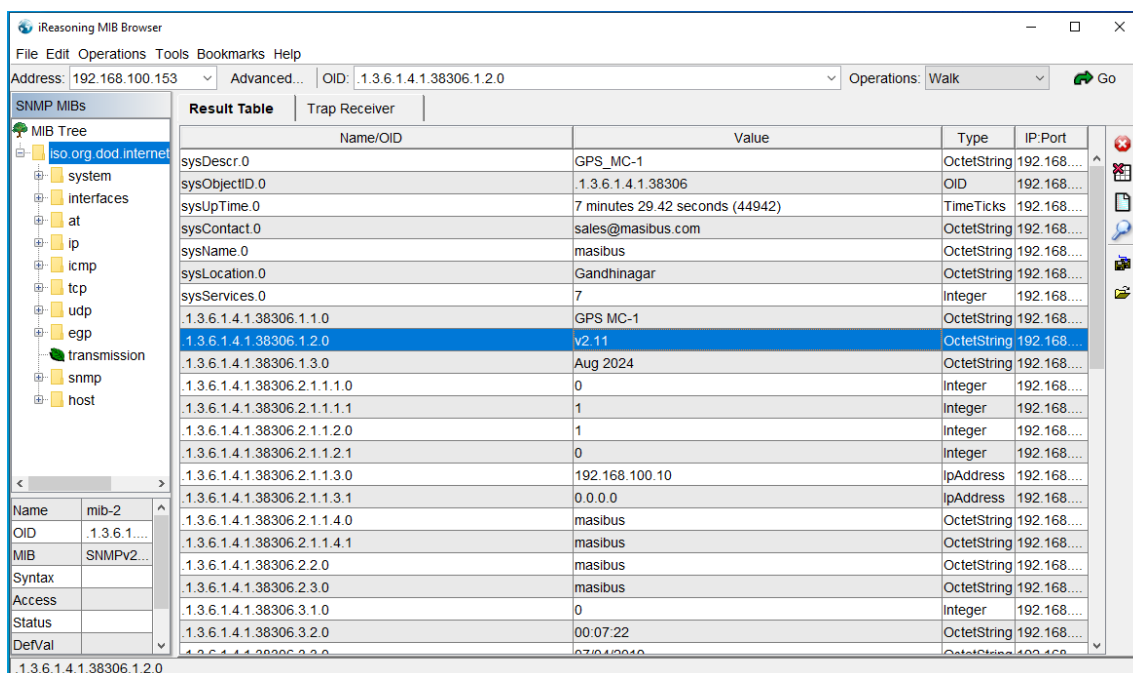 iReasoning MIB Browser
File Edit Operations Tools Bookmarks Help
Address: 192.168.100.153 Advanced... OID: .1.3.6.1.4.1.38306.1.2.0 Operations: Walk Go
SNMP MIBs
MIB Tree
iso.org.dod.internet
system
interfaces
at
ip
icmp
tcp
udp
egp
transmission
snmp
host
Name mib-2
OID .1.3.6.1....
MIB SNMPv2...
Syntax
Access
Status
DefVal
Result Table Trap Receiver
Name/OID Value Type IP:Port
sysDescr.0 GPS_MC-1 OctetString 192.168....
sysObjectID.0 .1.3.6.1.4.1.38306 OID 192.168....
sysUpTime.0 7 minutes 29.42 seconds (44942) TimeTicks 192.168....
sysContact.0 sales@masibus.com OctetString 192.168....
sysName.0 masibus OctetString 192.168....
sysLocation.0 Gandhinagar OctetString 192.168....
sysServices.0 7 Integer 192.168....
.1.3.6.1.4.1.38306.1.1.0 GPS MC-1 OctetString 192.168....
.1.3.6.1.4.1.38306.1.2.0 v2.11 OctetString 192.168....
.1.3.6.1.4.1.38306.1.3.0 Aug 2024 OctetString 192.168....
.1.3.6.1.4.1.38306.2.1.1.1.0 0 Integer 192.168....
.1.3.6.1.4.1.38306.2.1.1.1.1 1 Integer 192.168....
.1.3.6.1.4.1.38306.2.1.1.2.0 1 Integer 192.168....
.1.3.6.1.4.1.38306.2.1.1.2.1 0 Integer 192.168....
.1.3.6.1.4.1.38306.2.1.1.3.0 192.168.100.10 IpAddress 192.168....
.1.3.6.1.4.1.38306.2.1.1.3.1 0.0.0.0 IpAddress 192.168....
.1.3.6.1.4.1.38306.2.1.1.4.0 masibus OctetString 192.168....
.1.3.6.1.4.1.38306.2.1.1.4.1 masibus OctetString 192.168....
.1.3.6.1.4.1.38306.2.2.0 masibus OctetString 192.168....
.1.3.6.1.4.1.38306.2.3.0 masibus OctetString 192.168....
.1.3.6.1.4.1.38306.3.1.0 0 Integer 192.168....
.1.3.6.1.4.1.38306.3.2.0 00:07:22 OctetString 192.168....
.1.3.6.1.4.1.38306.1.2.0